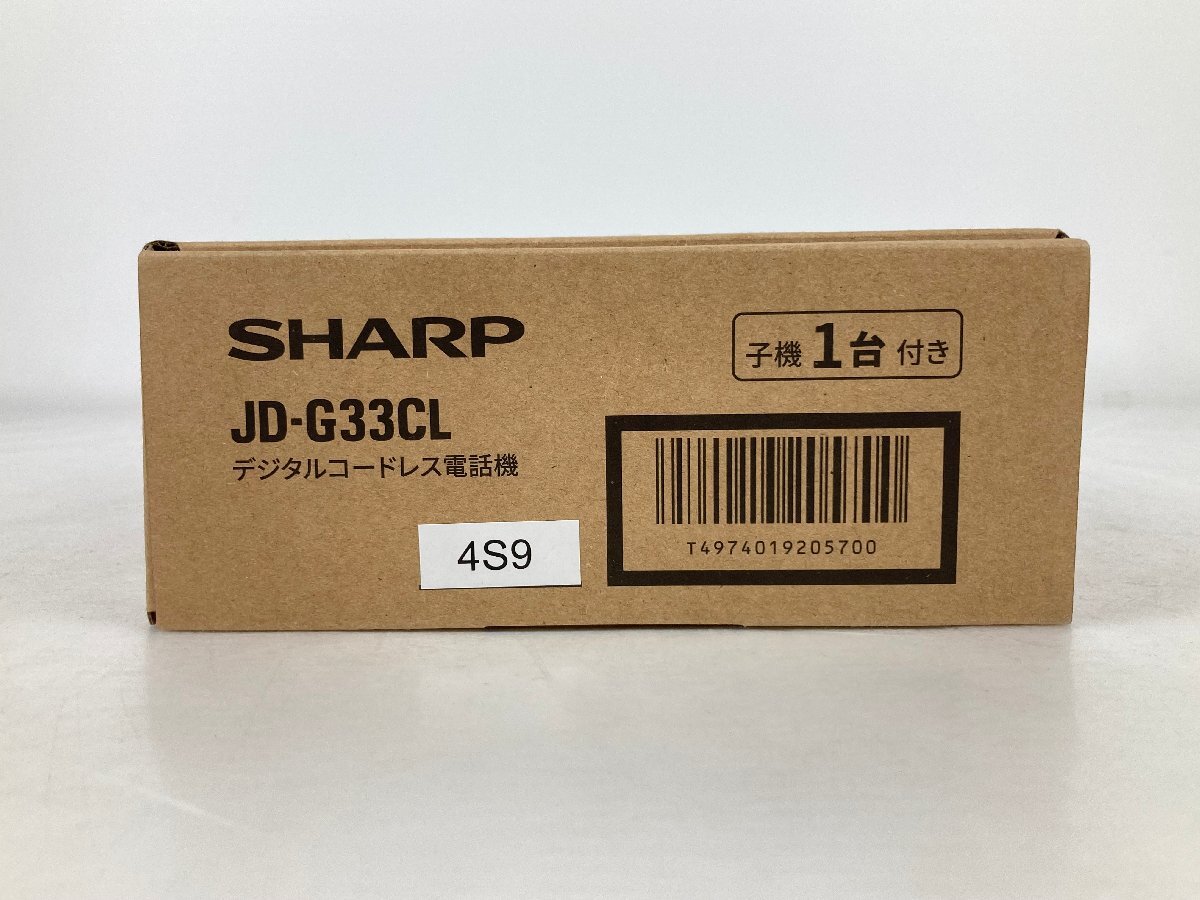 SHARP
子機 1台 付き
JD-G33CL
デジタルコードレス電話機
T4974019205700
4S9